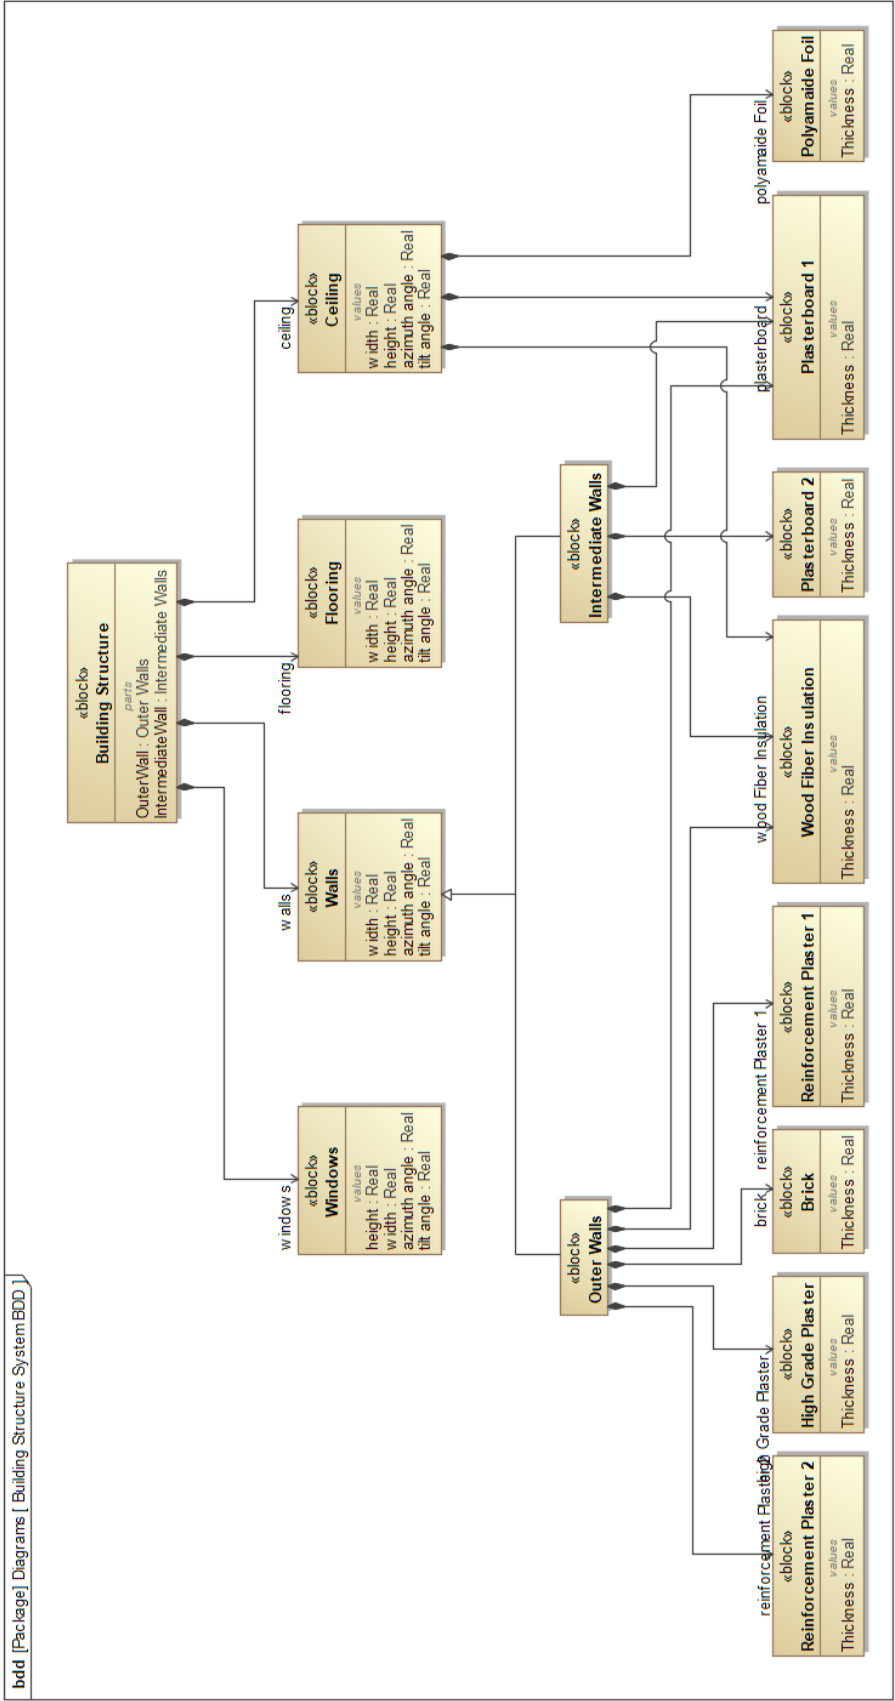 bdd [Package] Diagrams [ Building Structure System BDD ]
«block»
Building Structure
parts
OuterWall : Outer Walls
IntermediateWall : Intermediate Walls
windows
walls
flooring
ceiling
«block»
Windows
values
height : Real
width : Real
azimuth angle : Real
tilt angle : Real
«block»
Walls
values
width : Real
height : Real
azimuth angle : Real
tilt angle : Real
«block»
Flooring
values
width : Real
height : Real
azimuth angle : Real
tilt angle : Real
«block»
Ceiling
values
width : Real
height : Real
azimuth angle : Real
tilt angle : Real
«block»
Outer Walls
«block»
Intermediate Walls
reinforcement Plaster 2
high Grade Plaster
brick
reinforcement Plaster 1
wood Fiber Insulation
plasterboard
polyamaide Foil
«block»
Reinforcement Plaster 2
values
Thickness : Real
«block»
High Grade Plaster
values
Thickness : Real
«block»
Brick
values
Thickness : Real
«block»
Reinforcement Plaster 1
values
Thickness : Real
«block»
Wood Fiber Insulation
values
Thickness : Real
«block»
Plasterboard 2
values
Thickness : Real
«block»
Plasterboard 1
values
Thickness : Real
«block»
Polyamaide Foil
values
Thickness : Real